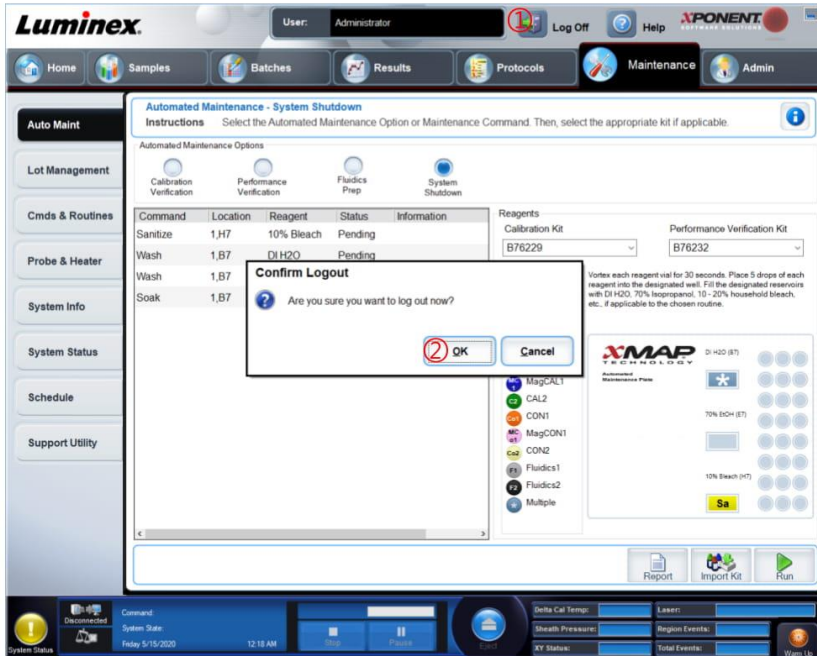 Luminex.
User:
Administrator
①
Log Off
Help
XPONENT.
SOFTWARE SOLUTIONS
Home
Samples
Batches
Results
Protocols
Maintenance
Admin
Auto Maint
Lot Management
Cmds & Routines
Probe & Heater
System Info
System Status
Schedule
Support Utility
Automated Maintenance - System Shutdown
Instructions Select the Automated Maintenance Option or Maintenance Command. Then, select the appropriate kit if applicable.
Automated Maintenance Options
Calibration Verification
Performance Verification
Fluidics Prep
System Shutdown
Command Location Reagent Status Information
Sanitize 1,H7 10% Bleach Pending
Wash 1,B7 DI H2O Pending
Wash 1,B7
Soak 1,B7
Confirm Logout
Are you sure you want to log out now?
② OK
Cancel
Reagents
Calibration Kit
B76229
Performance Verification Kit
B76232
Vortex each reagent vial for 30 seconds. Place 5 drops of each
reagent into the designated well. Fill the designated reservoirs
with DI H2O, 70% Isopropanol, 10 - 20% household bleach,
etc., if applicable to the chosen routine.
MC1 MagCAL1
C2 CAL2
Co1 CON1
MCo1 MagCON1
Co2 CON2
F1 Fluidics1
F2 Fluidics2
Multiple
XMAP
TECHNOLOGY
Automated
Maintenance Plate
DI H2O (B7)
70% EtOH (E7)
10% Bleach (H7)
Sa
Report
Import Kit
Run
System Status
Disconnected
Command:
System State:
Friday 5/15/2020 12:18 AM
Stop
Pause
Eject
Delta Cal Temp:
Sheath Pressure:
XY Status:
Laser:
Region Events:
Total Events:
Warm Up